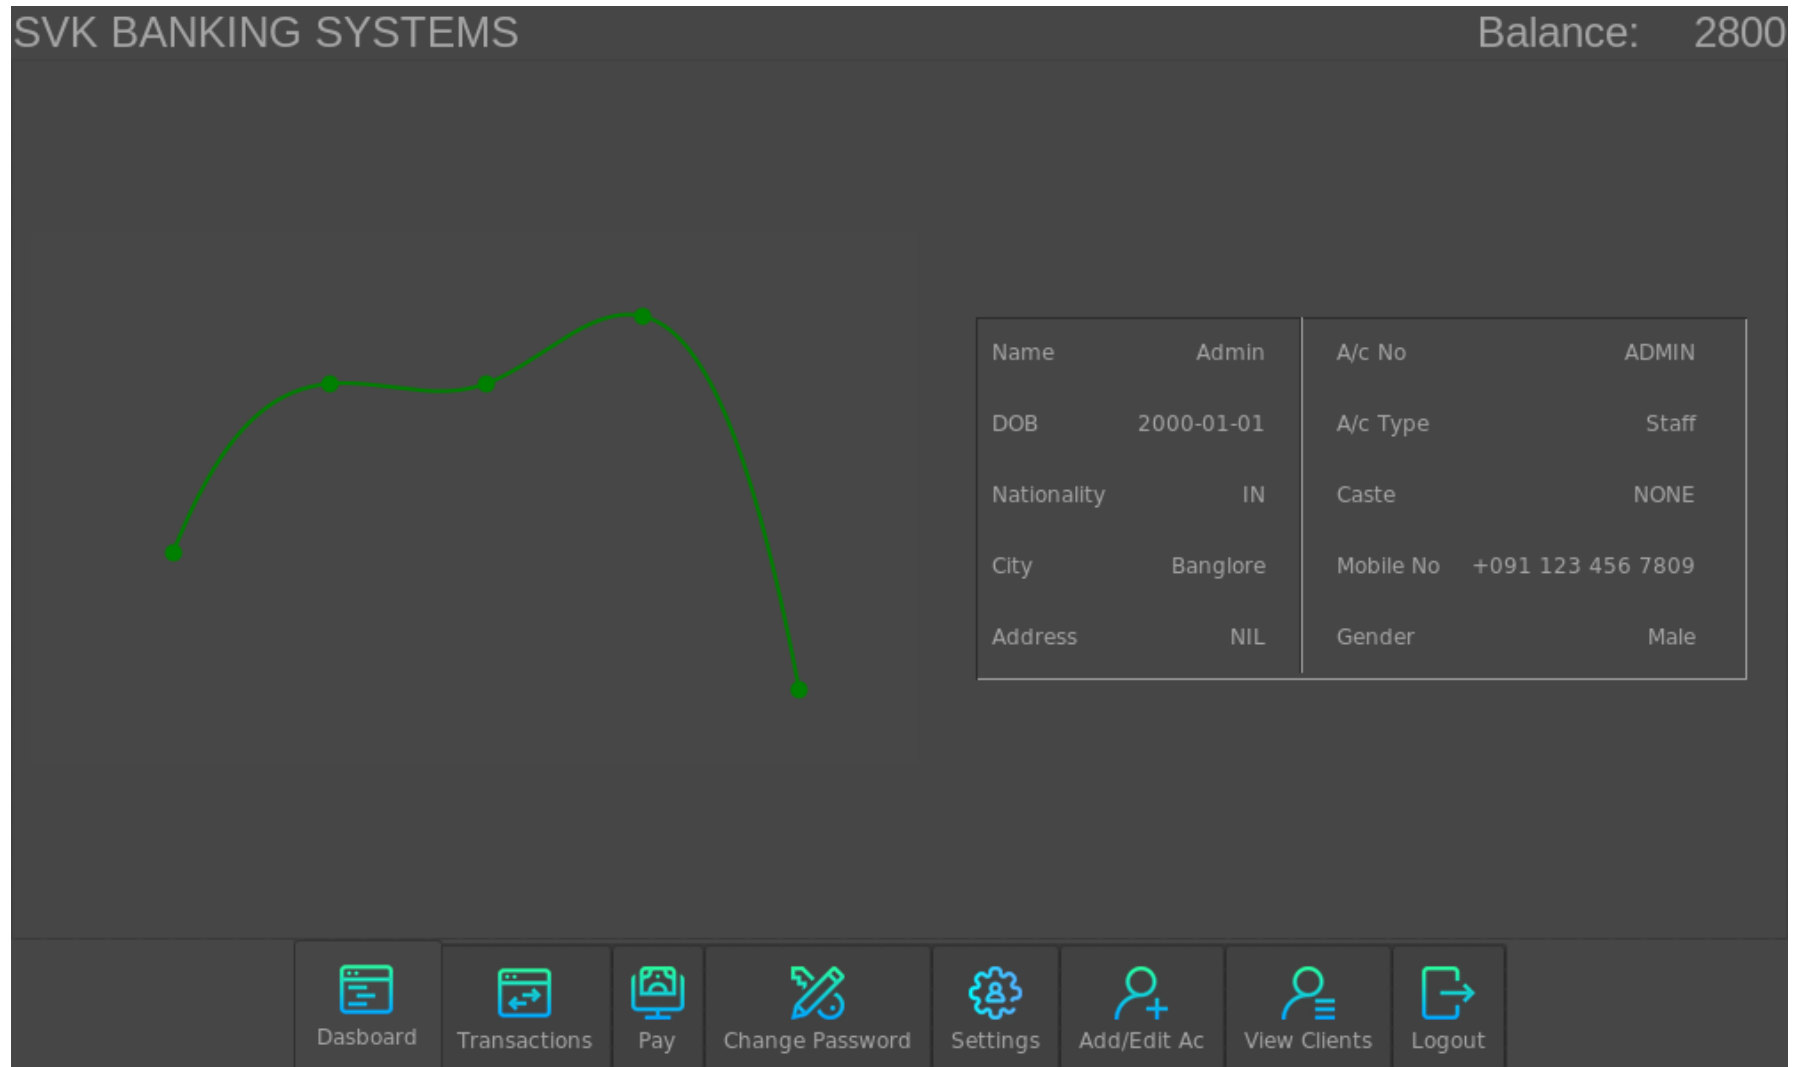 SVK BANKING SYSTEMS Balance: 2800
Name Admin A/c No ADMIN
DOB 2000-01-01 A/c Type Staff
Nationality IN Caste NONE
City Banglore Mobile No +091 123 456 7809
Address NIL Gender Male
Dasboard Transactions Pay Change Password Settings Add/Edit Ac View Clients Logout